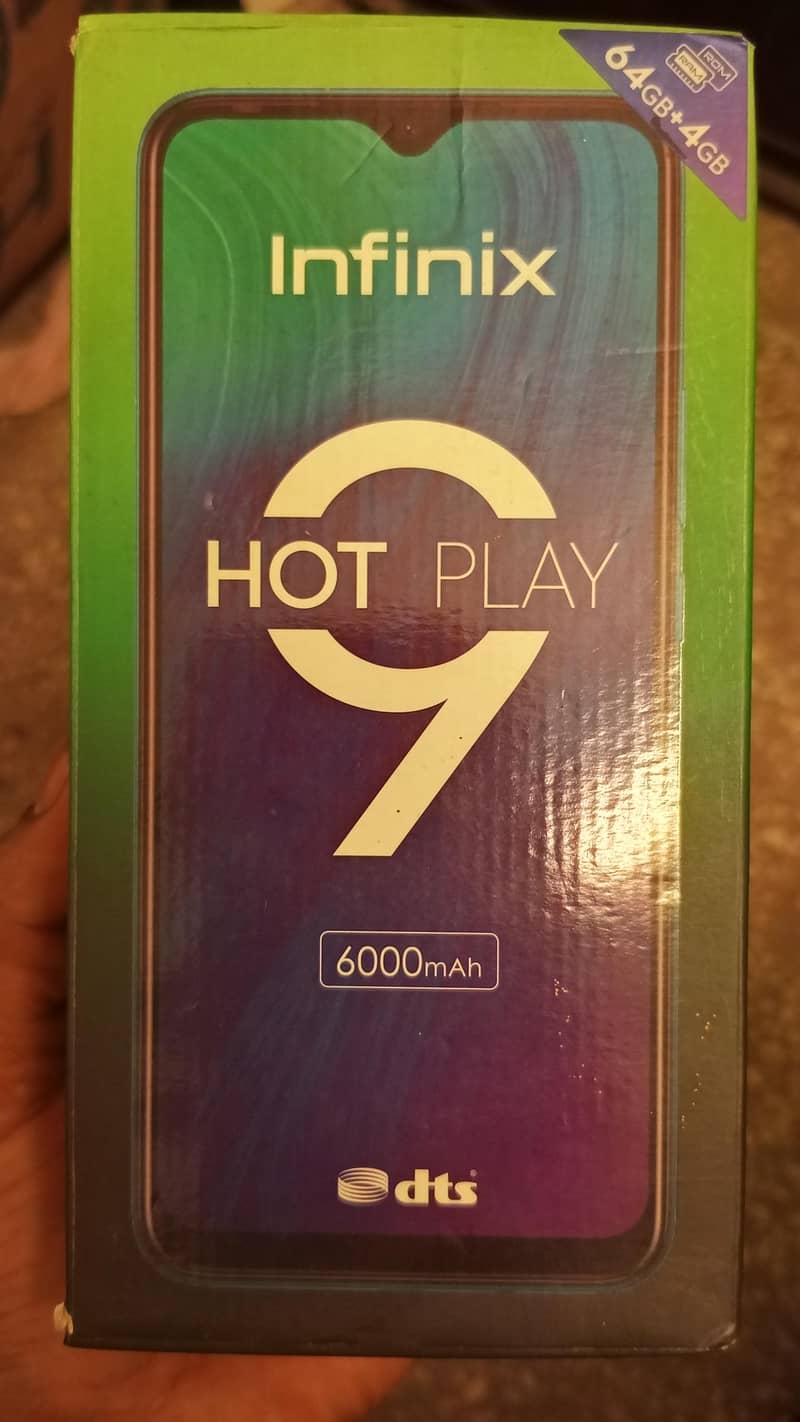 ROM
RAM
64GB+4GB
Infinix
HOT PLAY
9
6000mAh
dts®